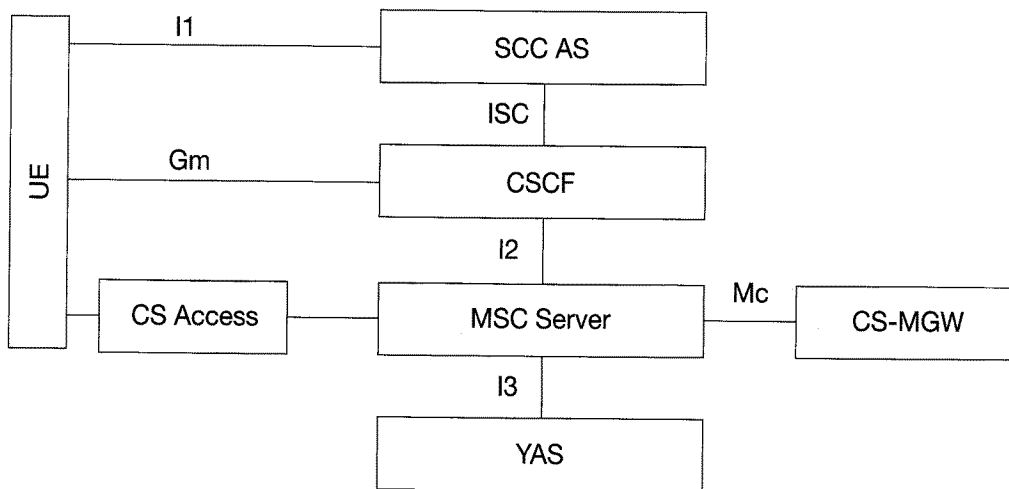 I1
SCC AS
ISC
UE
Gm
CSCF
I2
CS Access
MSC Server
Mc
CS-MGW
I3
YAS